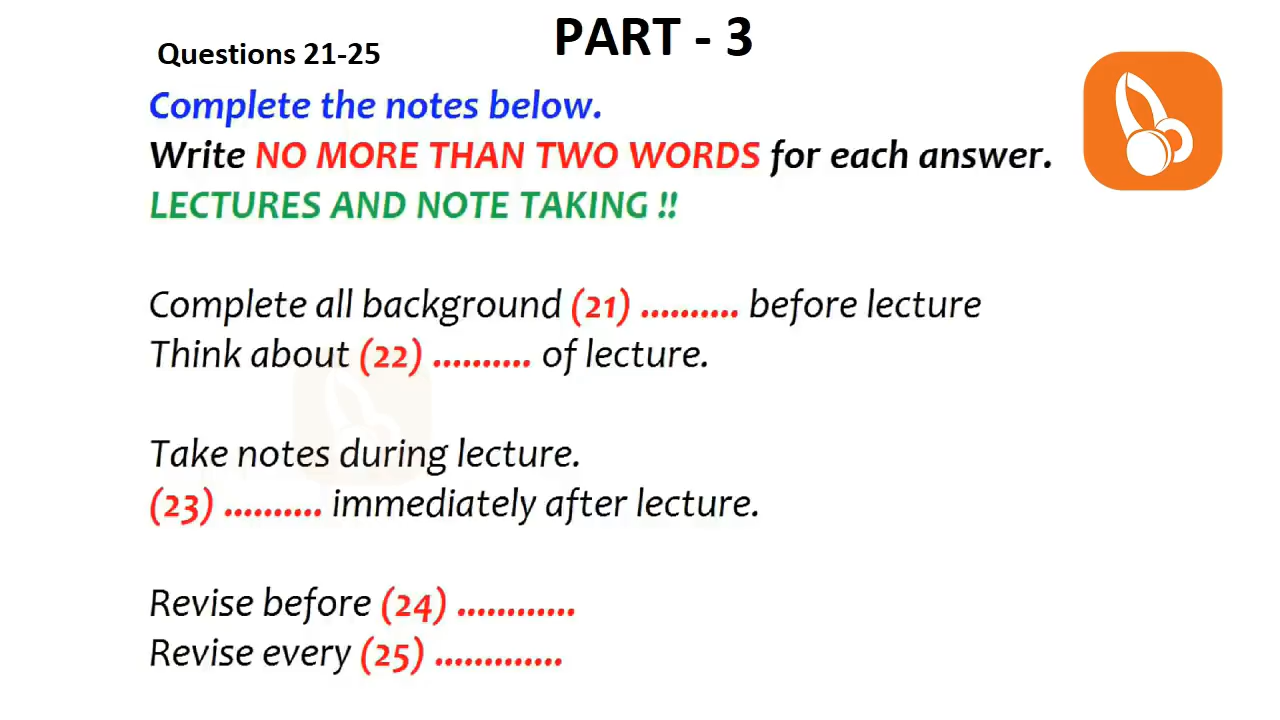 PART - 3
Questions 21-25
Complete the notes below.
Write NO MORE THAN TWO WORDS for each answer.
LECTURES AND NOTE TAKING !!
Complete all background (21) .......... before lecture
Think about (22) .......... of lecture.
Take notes during lecture.
(23) .......... immediately after lecture.
Revise before (24) ............
Revise every (25) .............